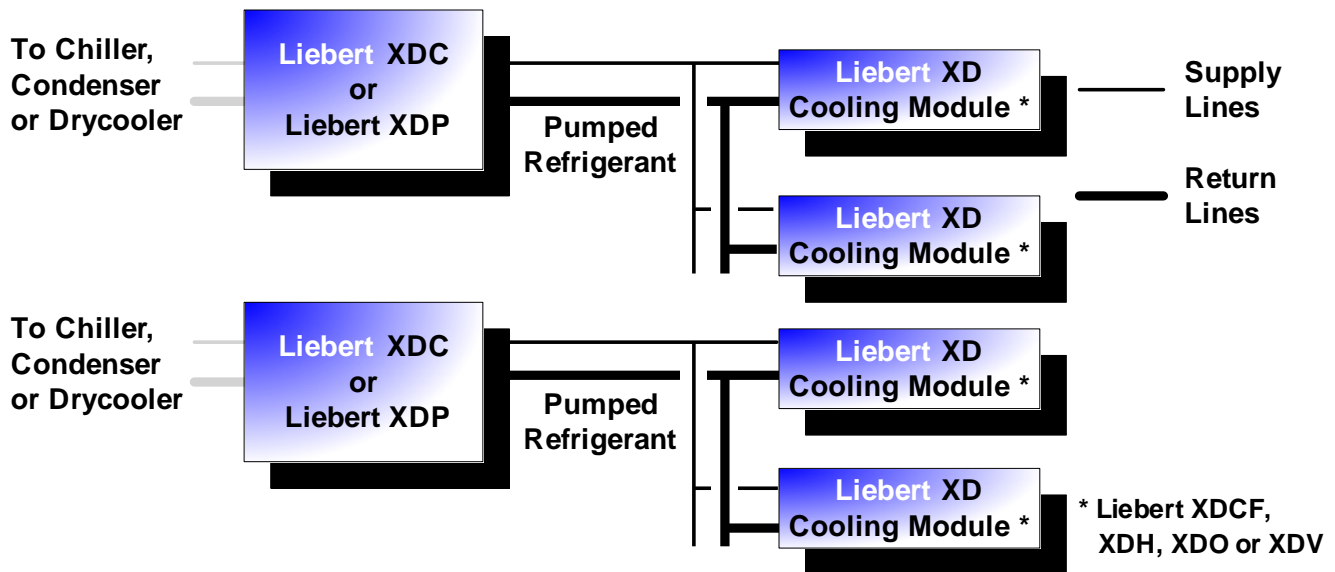 To Chiller,
Condenser
or Drycooler
Liebert XDC
or
Liebert XDP
Pumped
Refrigerant
Liebert XD
Cooling Module *
Liebert XD
Cooling Module *
Supply
Lines
Return
Lines
To Chiller,
Condenser
or Drycooler
Liebert XDC
or
Liebert XDP
Pumped
Refrigerant
Liebert XD
Cooling Module *
Liebert XD
Cooling Module *
* Liebert XDCF,
XDH, XDO or XDV